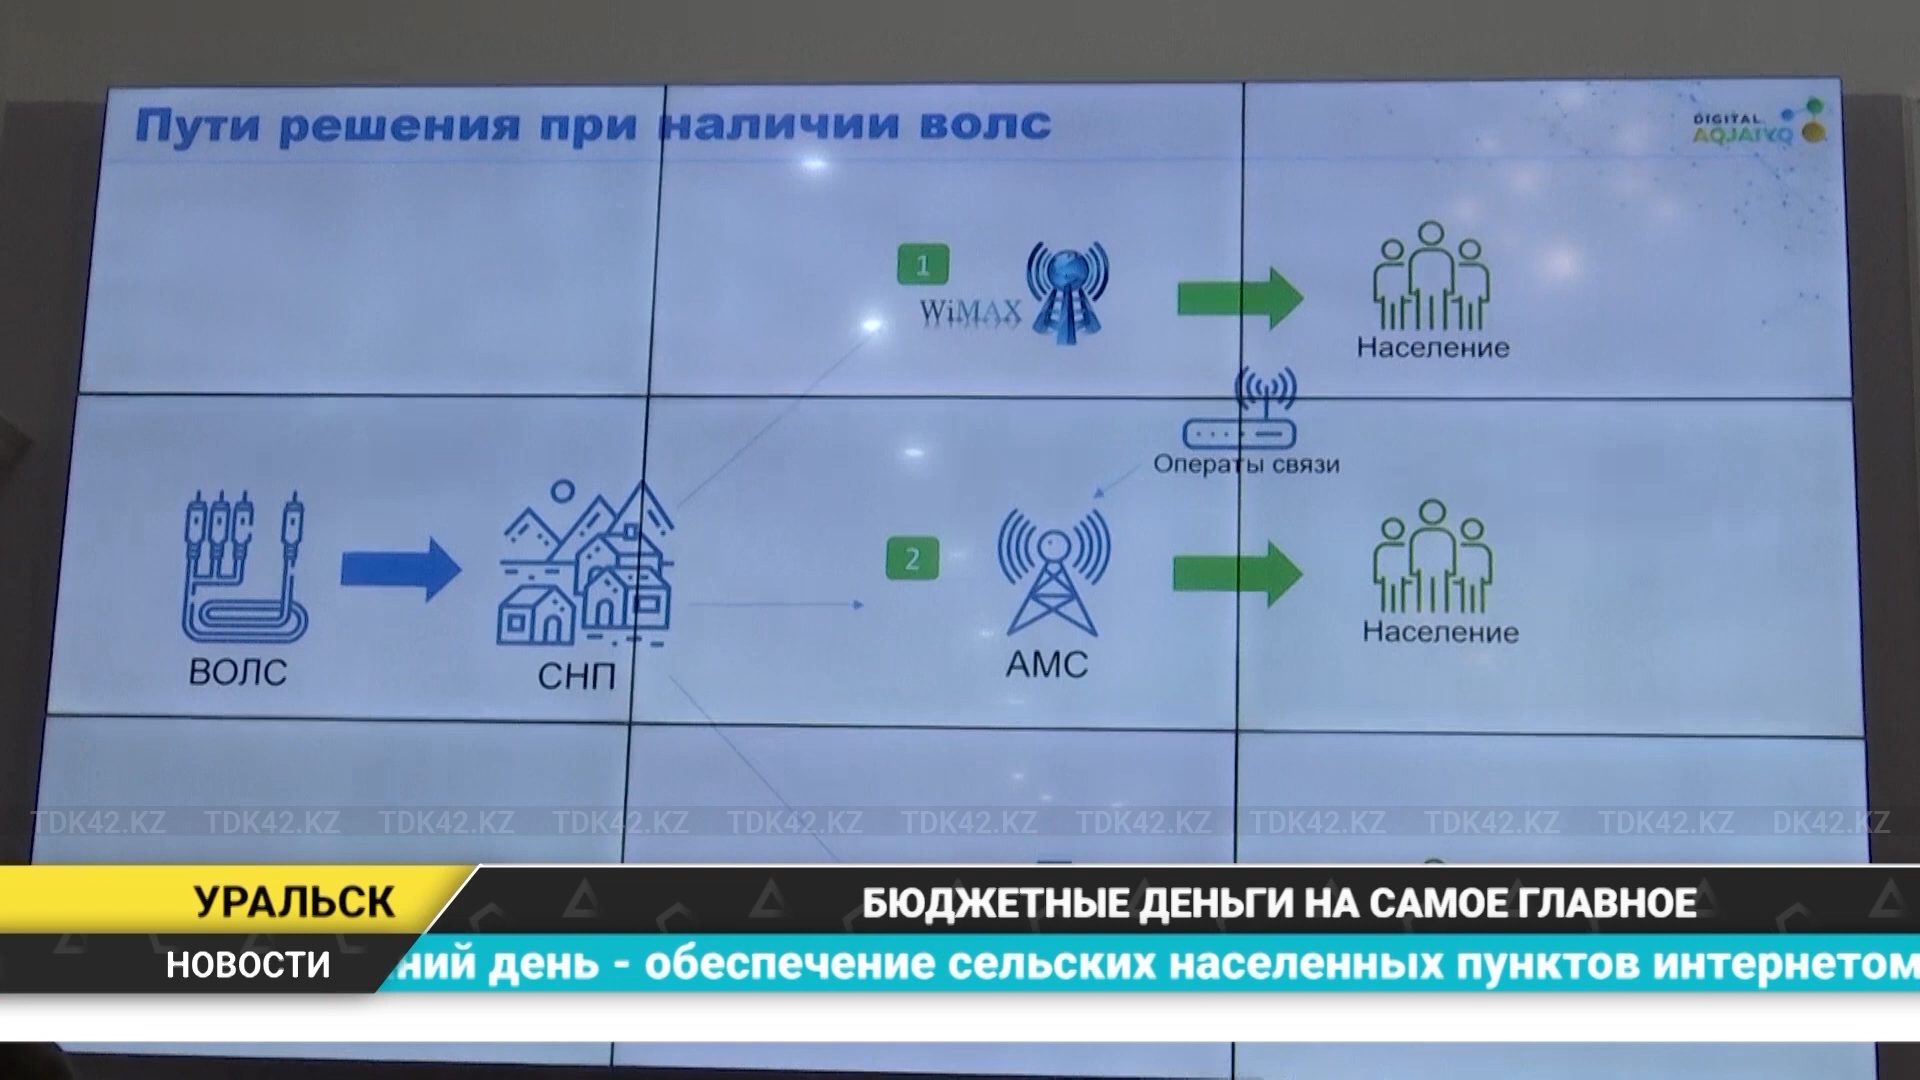 Пути решения при наличии волс
DIGITAL
AQJAIYQ
1
WiMAX
Население
Операты связи
2
ВОЛС
СНП
АМС
Население
TDK42.KZ TDK42.KZ TDK42.KZ TDK42.KZ TDK42.KZ TDK42.KZ TDK42.KZ TDK42.KZ TDK42.KZ TDK42.KZ DK42.KZ
УРАЛЬСК
БЮДЖЕТНЫЕ ДЕНЬГИ НА САМОЕ ГЛАВНОЕ
НОВОСТИ
ний день - обеспечение сельских населенных пунктов интернетом